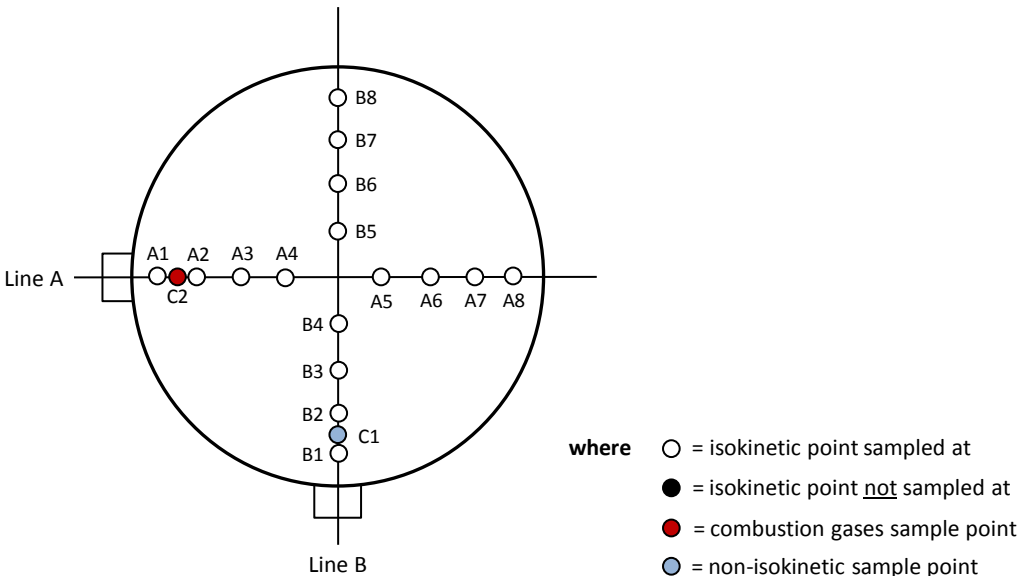 B8
B7
B6
B5
A1 A2 A3 A4
Line A
C2
A5 A6 A7 A8
B4
B3
B2
C1
B1
where = isokinetic point sampled at
= isokinetic point not sampled at
= combustion gases sample point
= non-isokinetic sample point
Line B